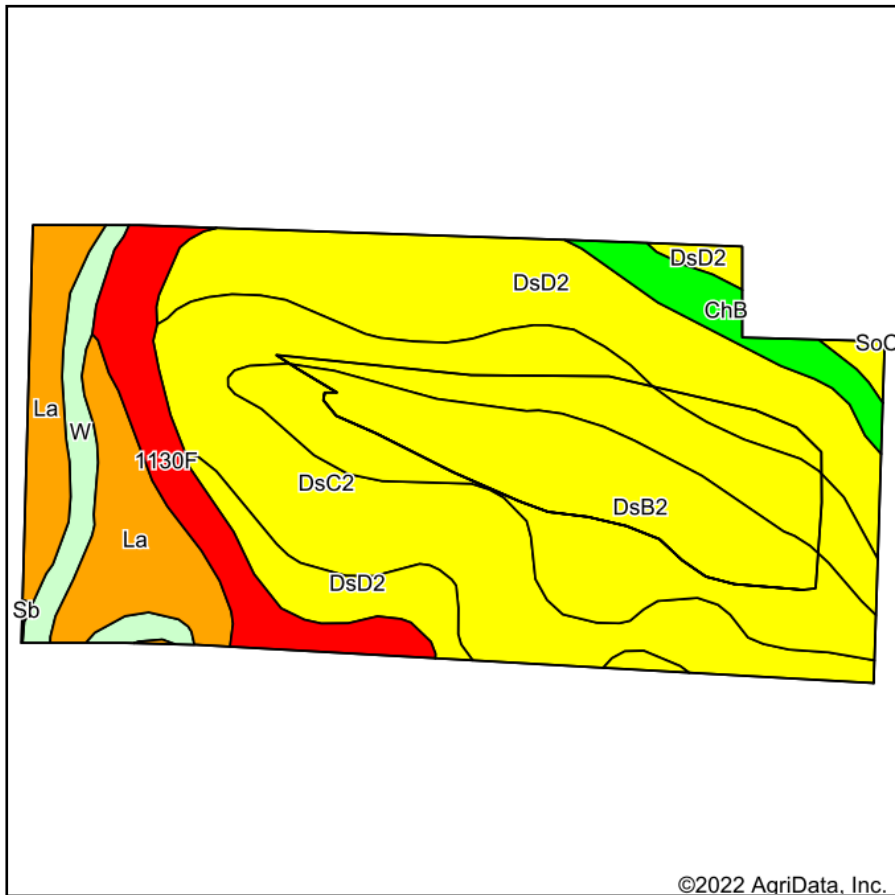 DsD2
DsD2
ChB
SoC
La
W
1130F
DsC2
DsB2
La
DsD2
Sb
©2022 AgriData, Inc.